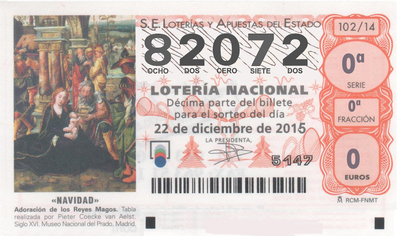 S.E. LOTERÍAS Y APUESTAS DEL ESTADO
102/14
82072
OCHO DOS CERO SIETE DOS
0ª
SERIE
LOTERÍA NACIONAL
Décima parte del billete
para el sorteo del día
22 de diciembre de 2015
LA PRESIDENTA,
5447
0ª
FRACCIÓN
0
EUROS
RCM-FNMT
«NAVIDAD»
Adoración de los Reyes Magos. Tabla
realizada por Pieter Coecke van Aelst.
Siglo XVI. Museo Nacional del Prado. Madrid.